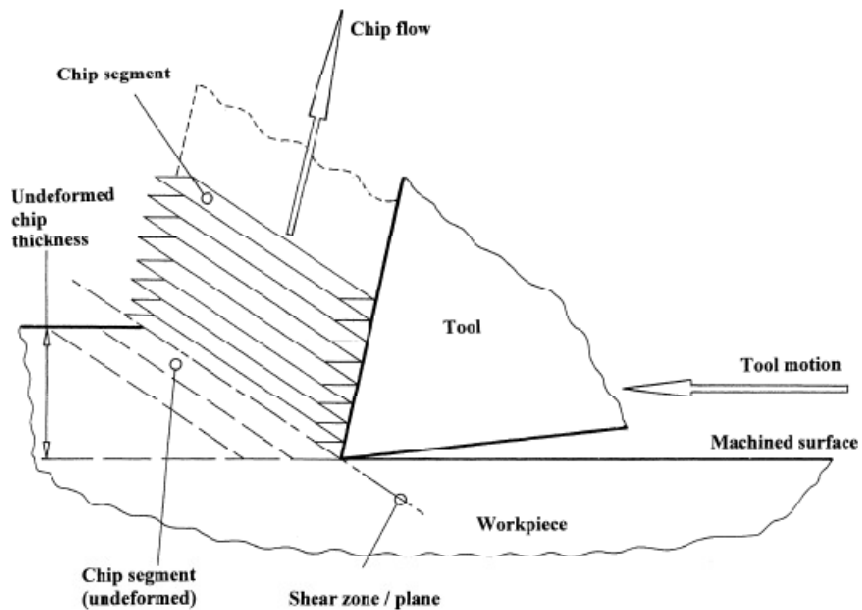 Chip flow
Chip segment
Undeformed
chip
thickness
Tool
Tool motion
Machined surface
Workpiece
Chip segment
(undeformed)
Shear zone / plane